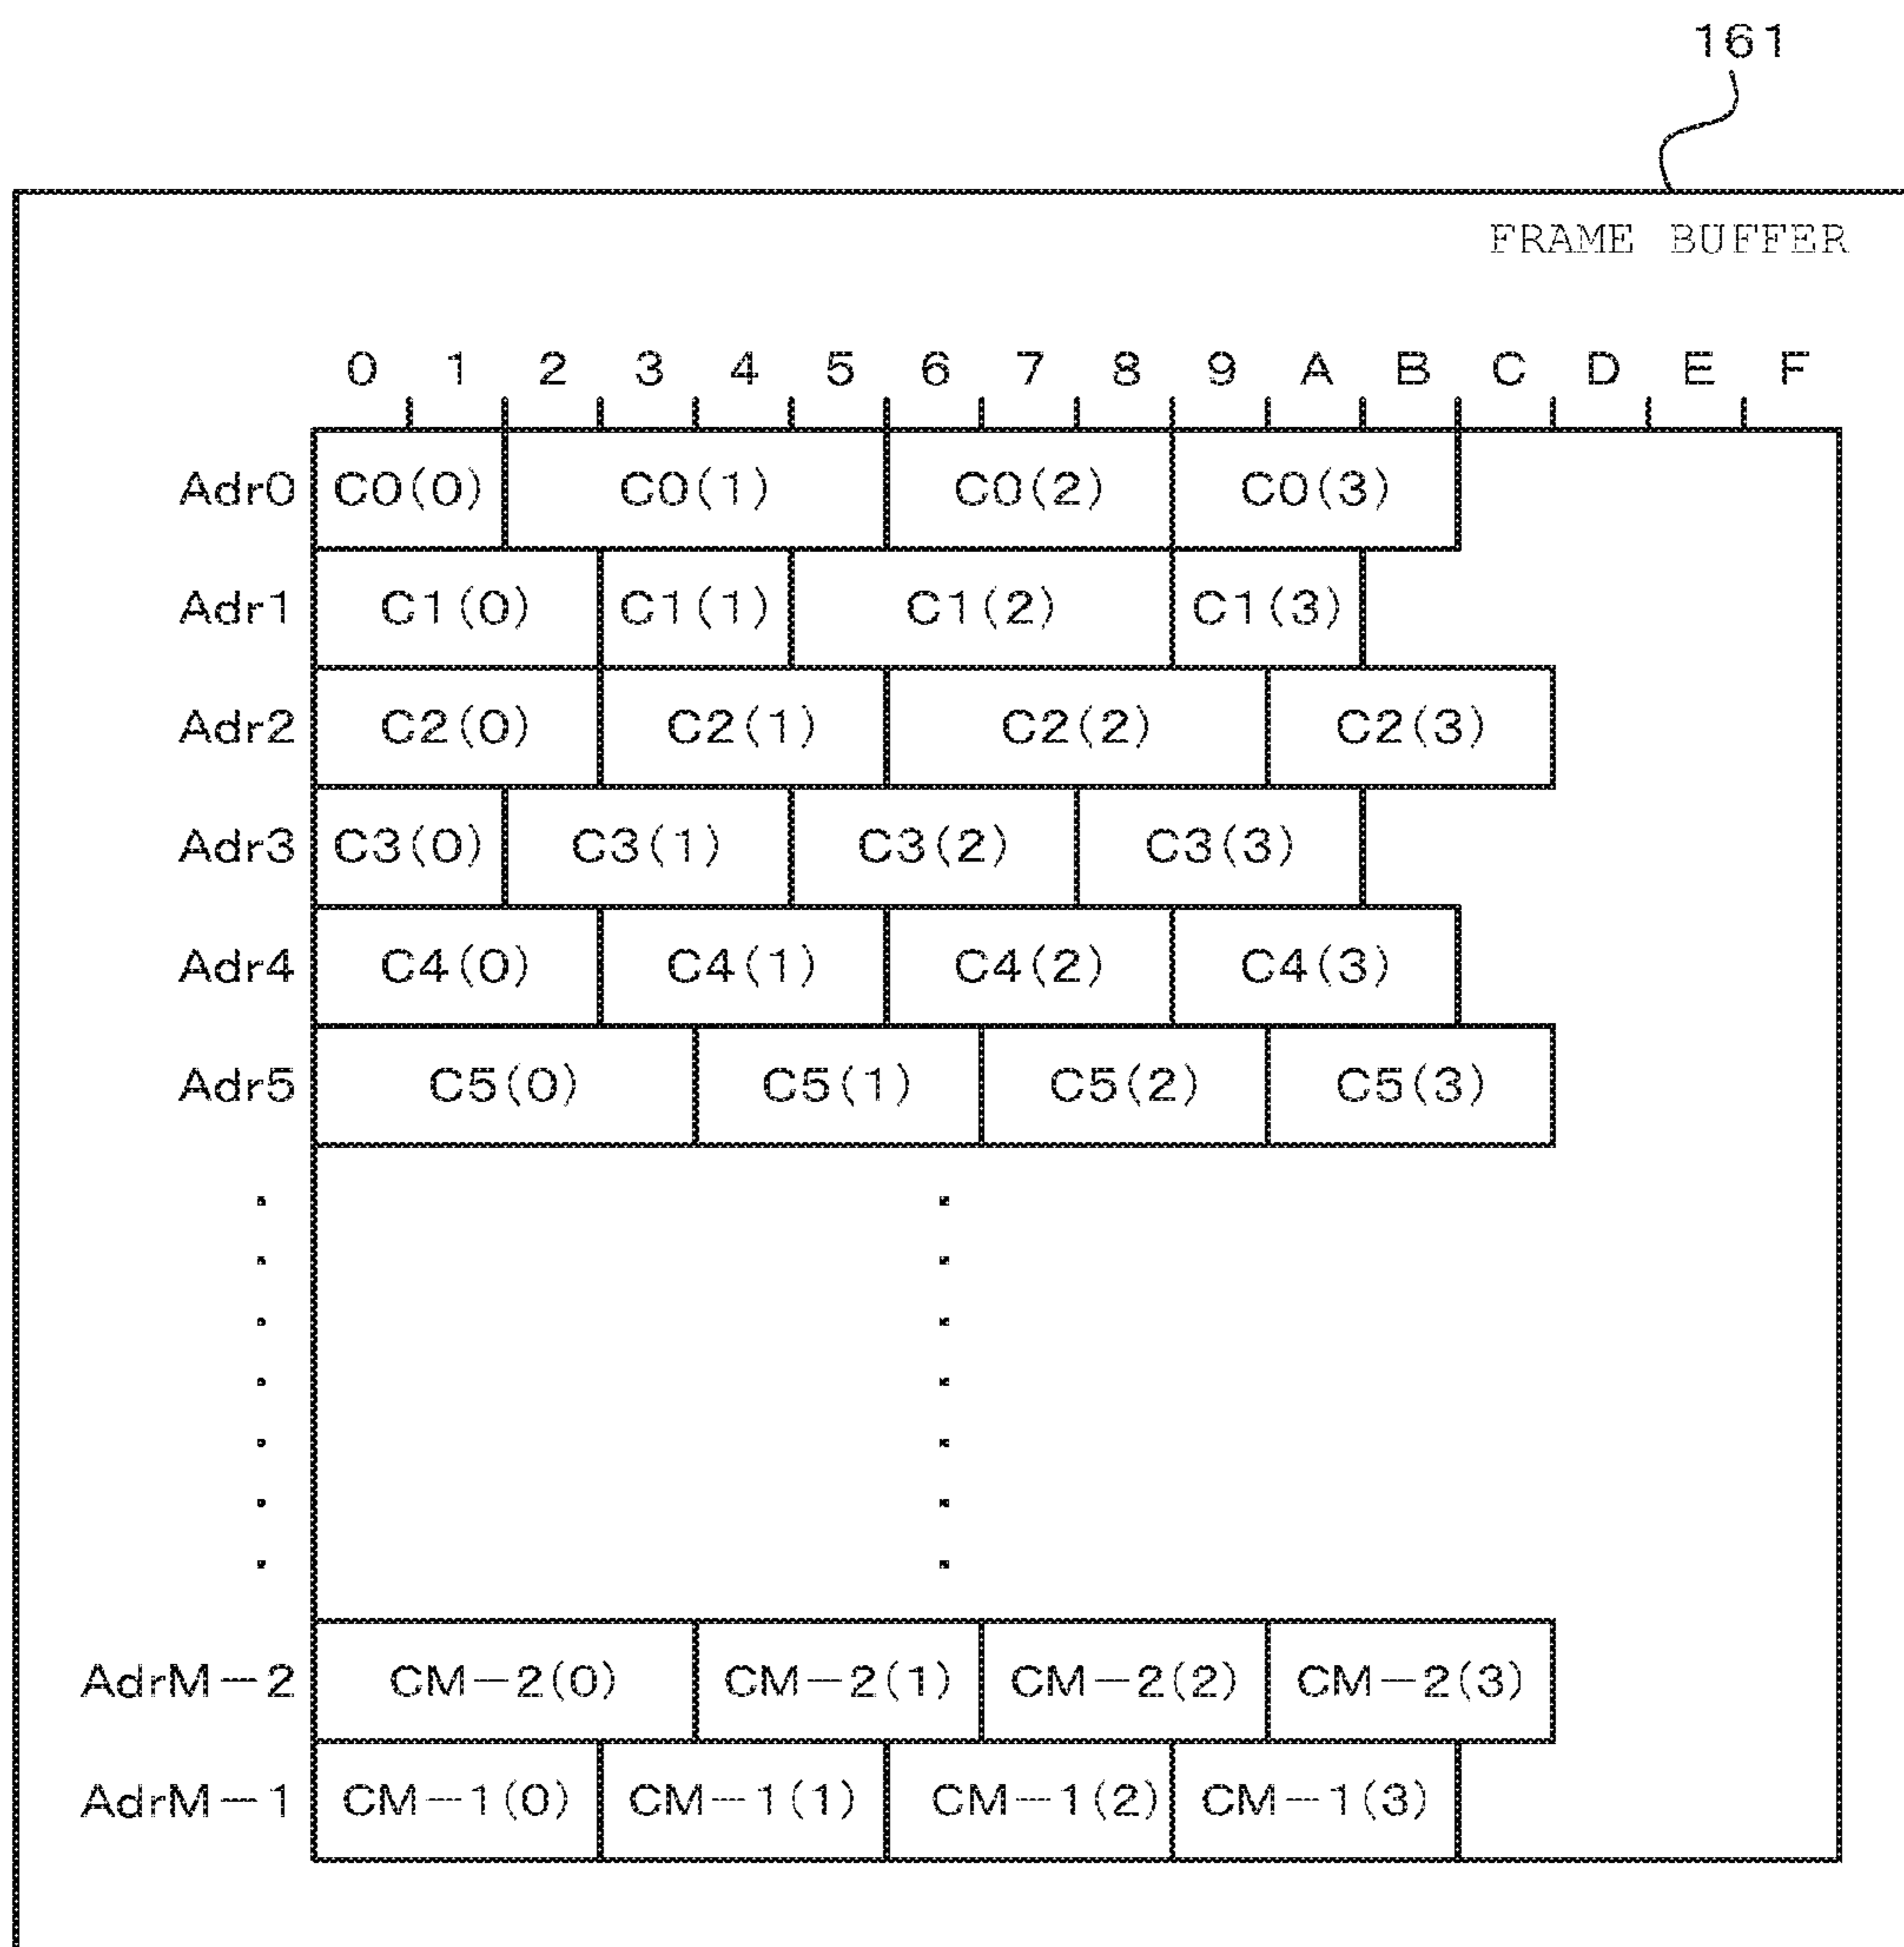 161
FRAME BUFFER
0 1 2 3 4 5 6 7 8 9 A B C D E F
Adr0 C0(0) C0(1) C0(2) C0(3)
Adr1 C1(0) C1(1) C1(2) C1(3)
Adr2 C2(0) C2(1) C2(2) C2(3)
Adr3 C3(0) C3(1) C3(2) C3(3)
Adr4 C4(0) C4(1) C4(2) C4(3)
Adr5 C5(0) C5(1) C5(2) C5(3)
AdrM-2 CM-2(0) CM-2(1) CM-2(2) CM-2(3)
AdrM-1 CM-1(0) CM-1(1) CM-1(2) CM-1(3)